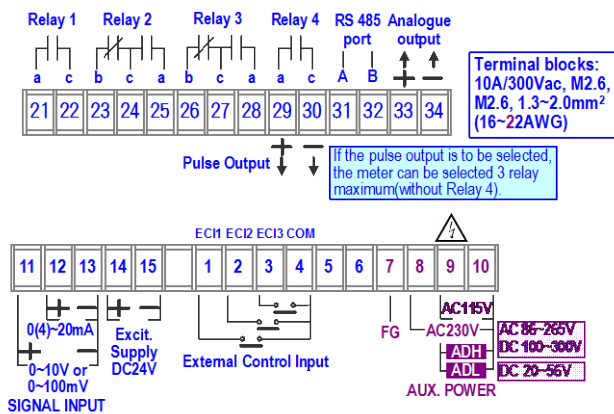 Relay 1 Relay 2 Relay 3 Relay 4 RS 485 port Analogue output
a c b c a b c a a c A B + −
21 22 23 24 25 26 27 28 29 30 31 32 33 34
Terminal blocks:
10A/300Vac, M2.6,
M2.6, 1.3~2.0mm²
(16~22AWG)
Pulse Output + −
If the pulse output is to be selected,
the meter can be selected 3 relay
maximum(without Relay 4).
ECI1 ECI2 ECI3 COM
11 12 13 14 15 1 2 3 4 5 6 7 8 9 10
+ − + −
0(4)~20mA
+ −
0~10V or
0~100mV
SIGNAL INPUT
Excit.
Supply
DC24V
External Control Input
FG
AC115V
AC230V
ADH
ADL
AC 86~265V
DC 100~300V
DC 20~56V
AUX. POWER